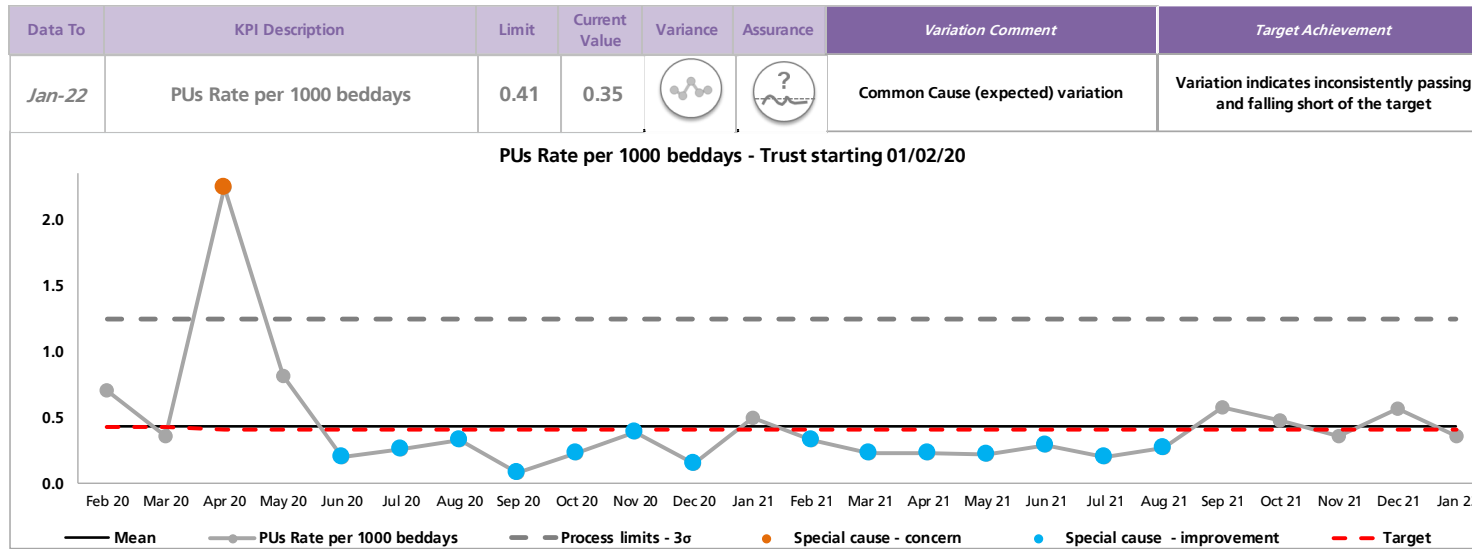 Data To KPI Description Limit Current Value Variance Assurance Variation Comment Target Achievement
Jan-22 PUs Rate per 1000 beddays 0.41 0.35 ? Common Cause (expected) variation Variation indicates inconsistently passing
and falling short of the target
PUs Rate per 1000 beddays - Trust starting 01/02/20
2.0
1.5
1.0
0.5
0.0
Feb 20 Mar 20 Apr 20 May 20 Jun 20 Jul 20 Aug 20 Sep 20 Oct 20 Nov 20 Dec 20 Jan 21 Feb 21 Mar 21 Apr 21 May 21 Jun 21 Jul 21 Aug 21 Sep 21 Oct 21 Nov 21 Dec 21 Jan 2
Mean PUs Rate per 1000 beddays Process limits - 3σ Special cause - concern Special cause - improvement Target